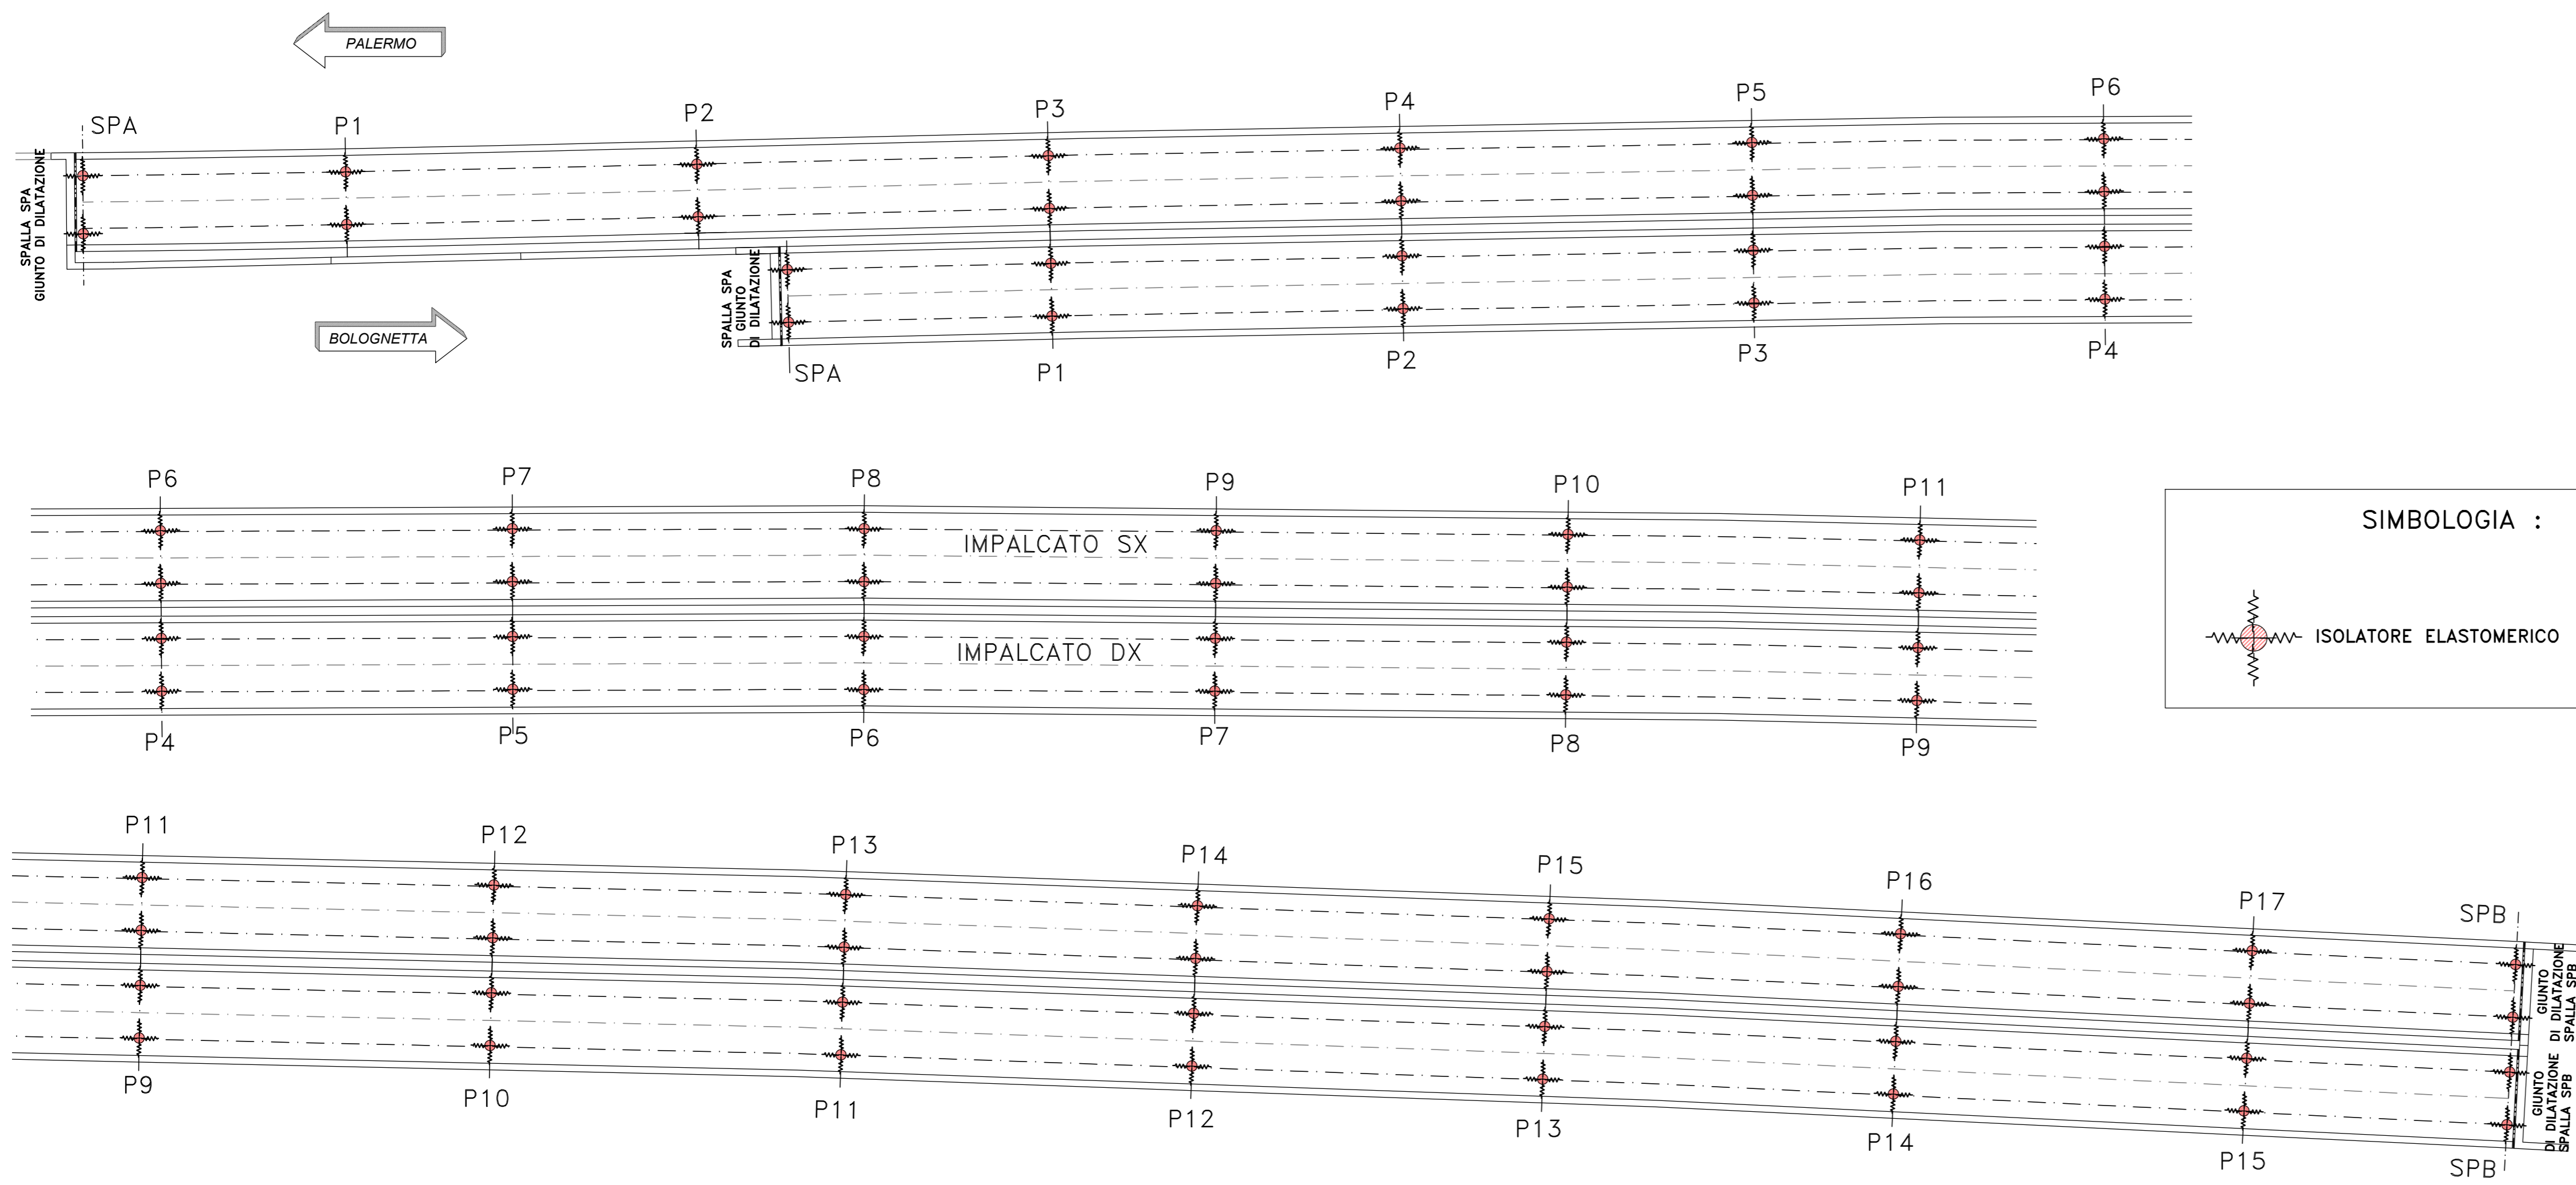 PALERMO
SPA
P1
P2
P3
P4
P5
P6
SPALLA SPA
GIUNTO DI DILATAZIONE
BOLOGNETTA
SPALLA SPA
GIUNTO
DI DILATAZIONE
SPA
P1
P2
P3
P4
P6
P7
P8
P9
P10
P11
IMPALCATO SX
IMPALCATO DX
P4
P5
P6
P7
P8
P9
SIMBOLOGIA :
ISOLATORE ELASTOMERICO
P11
P12
P13
P14
P15
P16
P17
SPB
GIUNTO
DI DILATAZIONE
SPALLA SPB
GIUNTO
DI DILATAZIONE
SPALLA SPB
P9
P10
P11
P12
P13
P14
P15
SPB